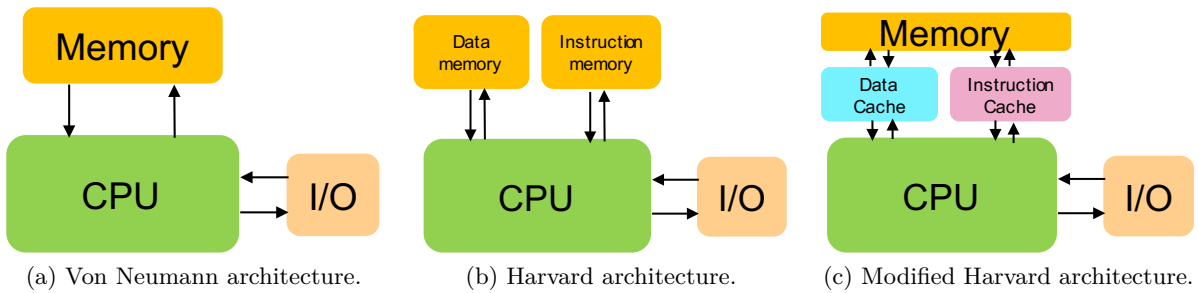 Memory
CPU
I/O
(a) Von Neumann architecture.
Data
memory
Instruction
memory
CPU
I/O
(b) Harvard architecture.
Memory
Data
Cache
Instruction
Cache
CPU
I/O
(c) Modified Harvard architecture.